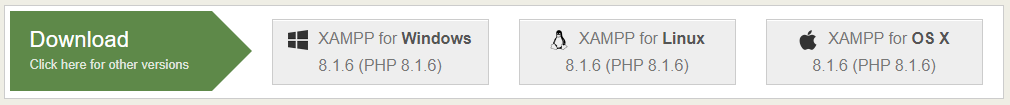 Download
Click here for other versions
XAMPP for Windows
8.1.6 (PHP 8.1.6)
XAMPP for Linux
8.1.6 (PHP 8.1.6)
XAMPP for OS X
8.1.6 (PHP 8.1.6)